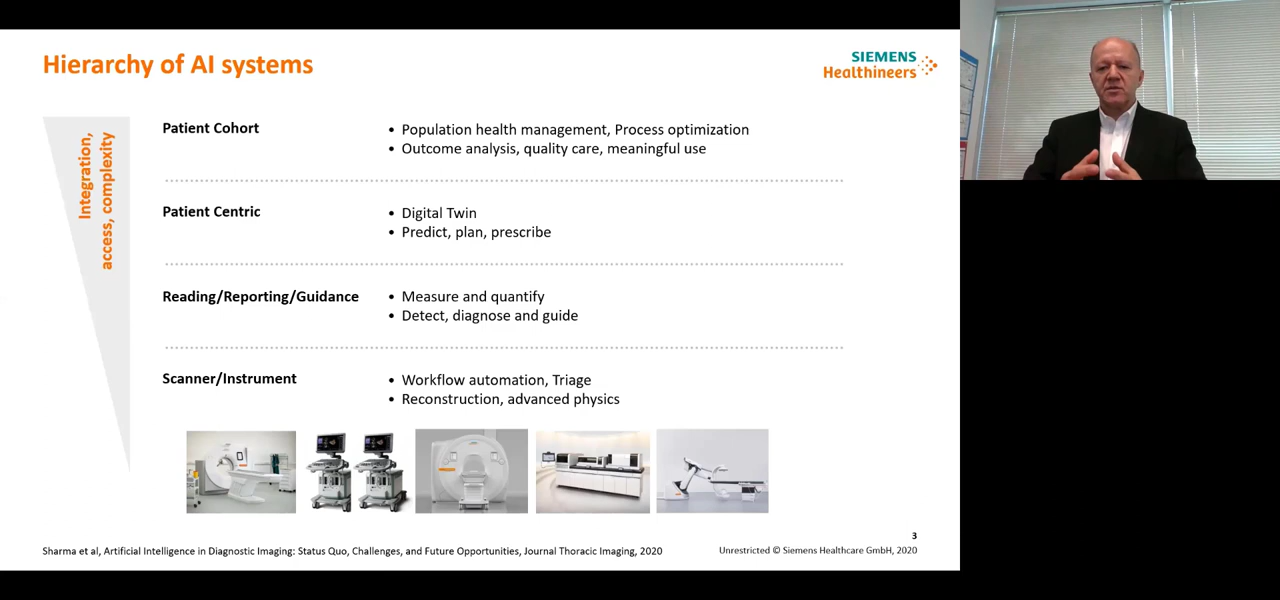 Hierarchy of AI systems
SIEMENS
Healthineers
Integration,
access, complexity
Patient Cohort
• Population health management, Process optimization
• Outcome analysis, quality care, meaningful use
Patient Centric
• Digital Twin
• Predict, plan, prescribe
Reading/Reporting/Guidance
• Measure and quantify
• Detect, diagnose and guide
Scanner/Instrument
• Workflow automation, Triage
• Reconstruction, advanced physics
3
Sharma et al, Artificial Intelligence in Diagnostic Imaging: Status Quo, Challenges, and Future Opportunities, Journal Thoracic Imaging, 2020
Unrestricted © Siemens Healthcare GmbH, 2020